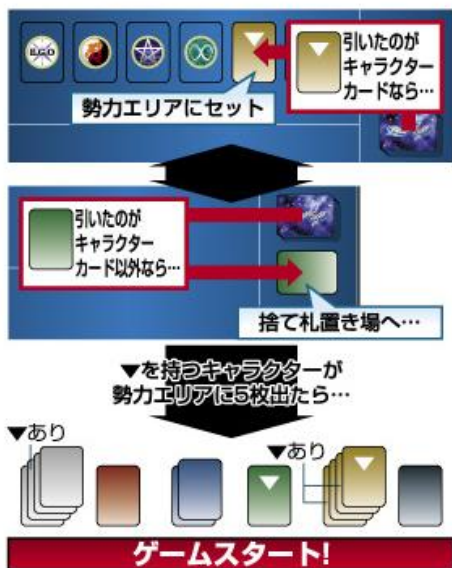 E.G.O
引いたのが
キャラクター
カードなら…
勢力エリアにセット
引いたのが
キャラクター
カード以外なら…
捨て札置き場へ…
▼を持つキャラクターが
勢力エリアに5枚出たら…
▼あり
▼あり
ゲームスタート!